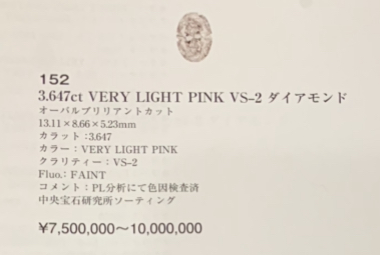 152
3.647ct VERY LIGHT PINK VS-2 ダイアモンド
オーバルブリリアントカット
13.11×8.66×5.23mm
カラット:3.647
カラー：VERY LIGHT PINK
クラリティー：VS-2
Fluo.: FAINT
コメント：PL分析にて色因検査済
中央宝石研究所ソーティング
¥7,500,000〜10,000,000